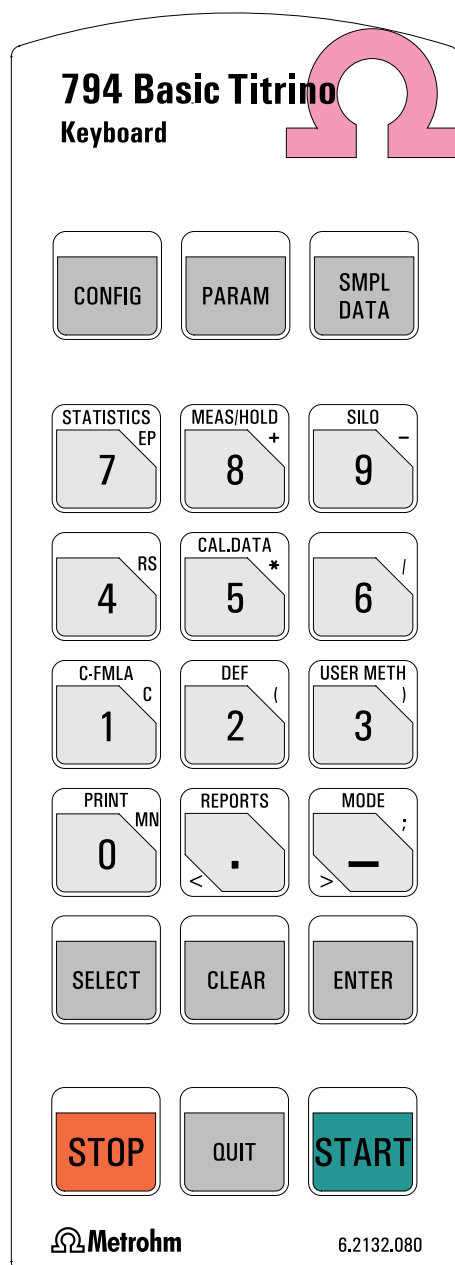 794 Basic Titrino
Keyboard
CONFIG PARAM SMPL DATA
STATISTICS MEAS/HOLD SILO
EP + –
7 8 9
CAL.DATA
RS * /
4 5 6
C-FMLA DEF USER METH
C ( )
1 2 3
PRINT REPORTS MODE
MN ;
0 . –
< >
SELECT CLEAR ENTER
STOP QUIT START
Metrohm 6.2132.080